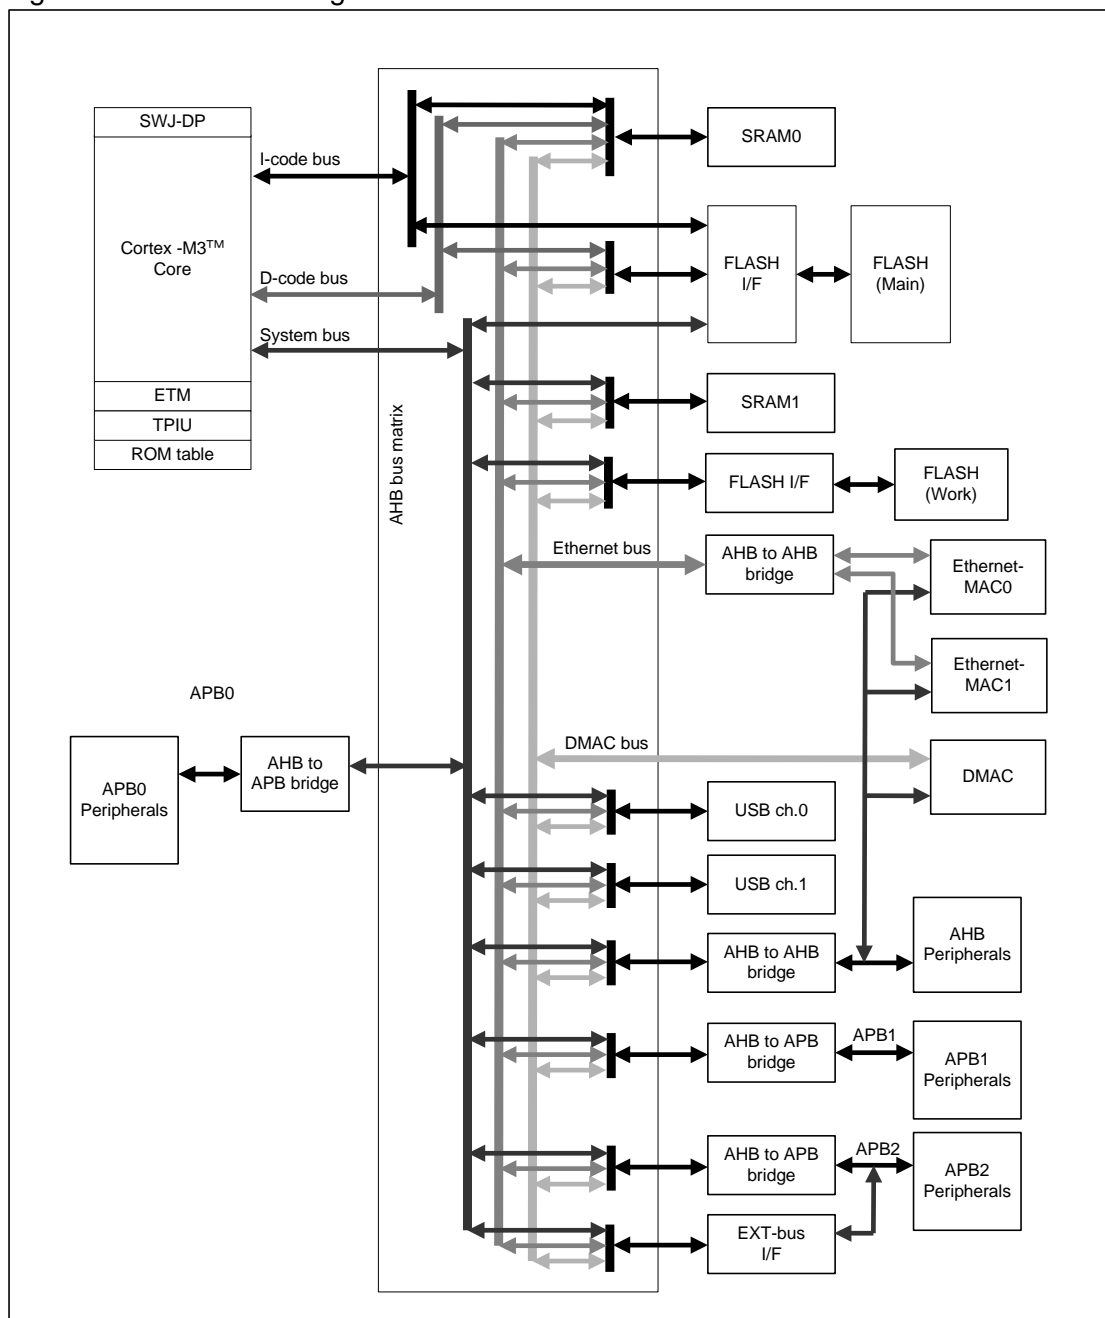 SWJ-DP
Cortex -M3™
Core
ETM
TPIU
ROM table
I-code bus
D-code bus
System bus
AHB bus matrix
SRAM0
FLASH
I/F
FLASH
(Main)
SRAM1
FLASH I/F
FLASH
(Work)
Ethernet bus
AHB to AHB
bridge
Ethernet-
MAC0
Ethernet-
MAC1
APB0
APB0
Peripherals
AHB to
APB bridge
DMAC bus
DMAC
USB ch.0
USB ch.1
AHB to AHB
bridge
AHB
Peripherals
AHB to APB
bridge
APB1
APB1
Peripherals
AHB to APB
bridge
APB2
APB2
Peripherals
EXT-bus
I/F